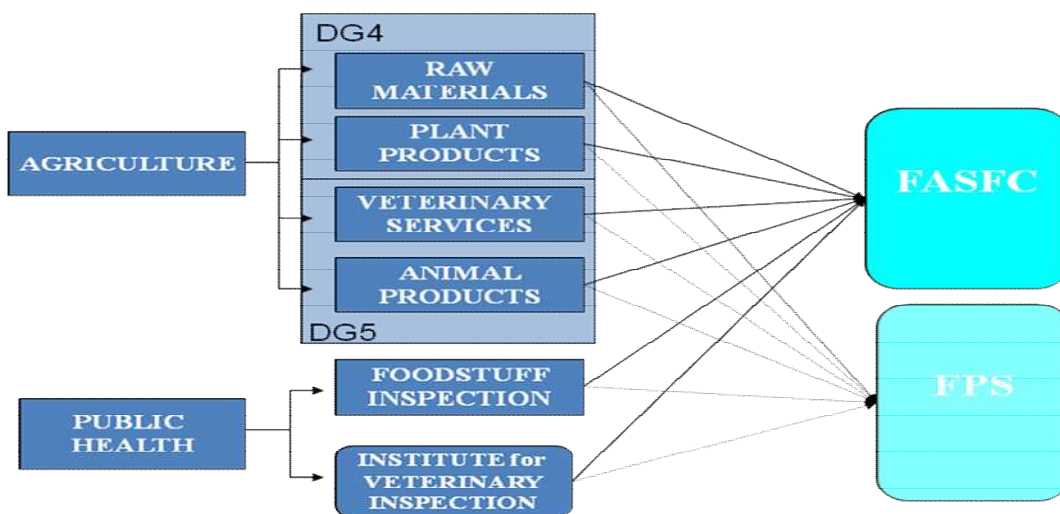 DG4
RAW
MATERIALS
PLANT
PRODUCTS
AGRICULTURE
VETERINARY
SERVICES
ANIMAL
PRODUCTS
DG5
FOODSTUFF
INSPECTION
PUBLIC
HEALTH
INSTITUTE for
VETERINARY
INSPECTION
FASFC
FPS